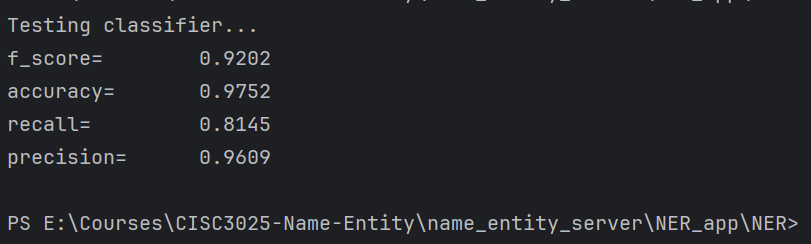 Testing classifier...
f_score=        0.9202
accuracy=       0.9752
recall=         0.8145
precision=      0.9609
PS E:\Courses\CISC3025-Name-Entity\name_entity_server\NER_app\NER>